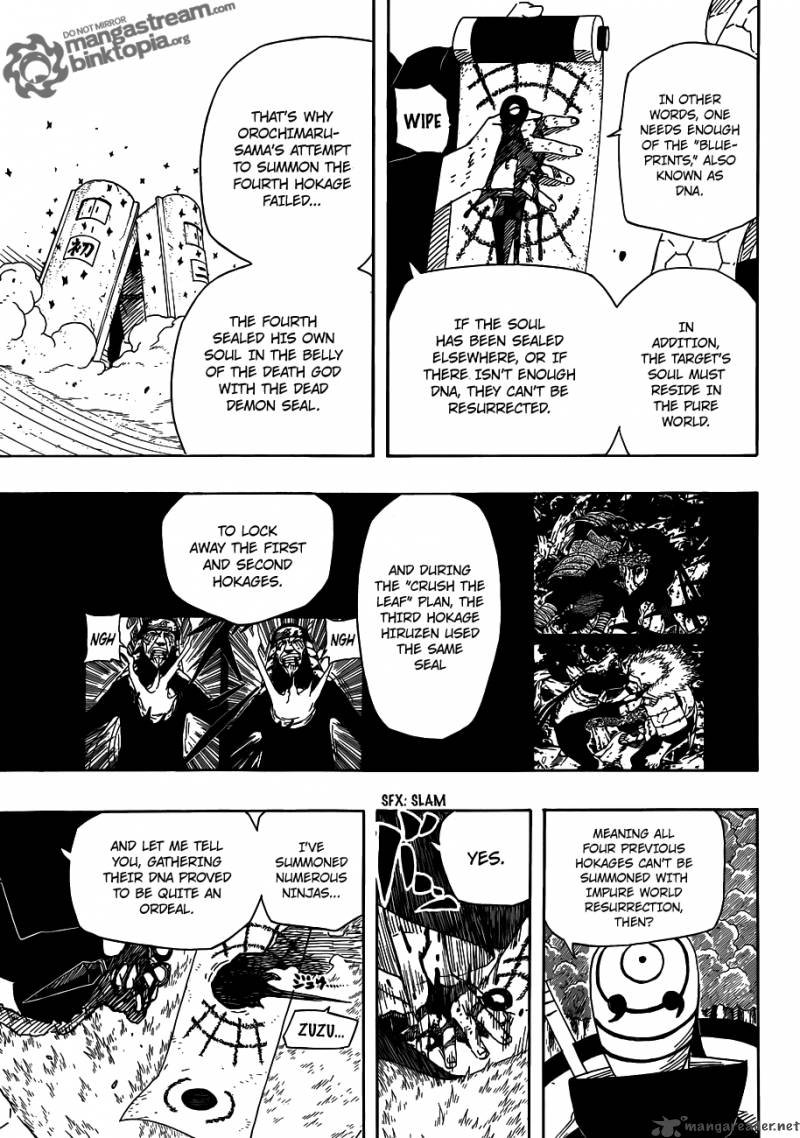 DO NOT MIRROR
mangastream.com
binktopia.org
IN OTHER
WORDS, ONE
NEEDS ENOUGH
OF THE "BLUE-
PRINTS," ALSO
KNOWN AS
DNA.
WIPE
IN
ADDITION,
THE TARGET'S
SOUL MUST
RESIDE IN
THE PURE
WORLD.
IF THE SOUL
HAS BEEN SEALED
ELSEWHERE, OR IF
THERE ISN'T ENOUGH
DNA, THEY CAN'T BE
RESURRECTED.
THAT'S WHY
OROCHIMARU-
SAMA'S ATTEMPT
TO SUMMON THE
FOURTH HOKAGE
FAILED...
初
THE FOURTH
SEALED HIS OWN
SOUL IN THE BELLY
OF THE DEATH GOD
WITH THE DEAD
DEMON SEAL.
AND DURING
THE "CRUSH THE
LEAF" PLAN, THE
THIRD HOKAGE
HIRUZEN USED
THE SAME
SEAL
TO LOCK
AWAY THE FIRST
AND SECOND
HOKAGES.
NGH
NGH
MEANING ALL
FOUR PREVIOUS
HOKAGES CAN'T BE
SUMMONED WITH
IMPURE WORLD
RESURRECTION,
THEN?
SFX: SLAM
YES.
I'VE
SUMMONED
NUMEROUS
NINJAS...
AND LET ME TELL
YOU, GATHERING
THEIR DNA PROVED
TO BE QUITE AN
ORDEAL.
ZUZU...
mangareader.net